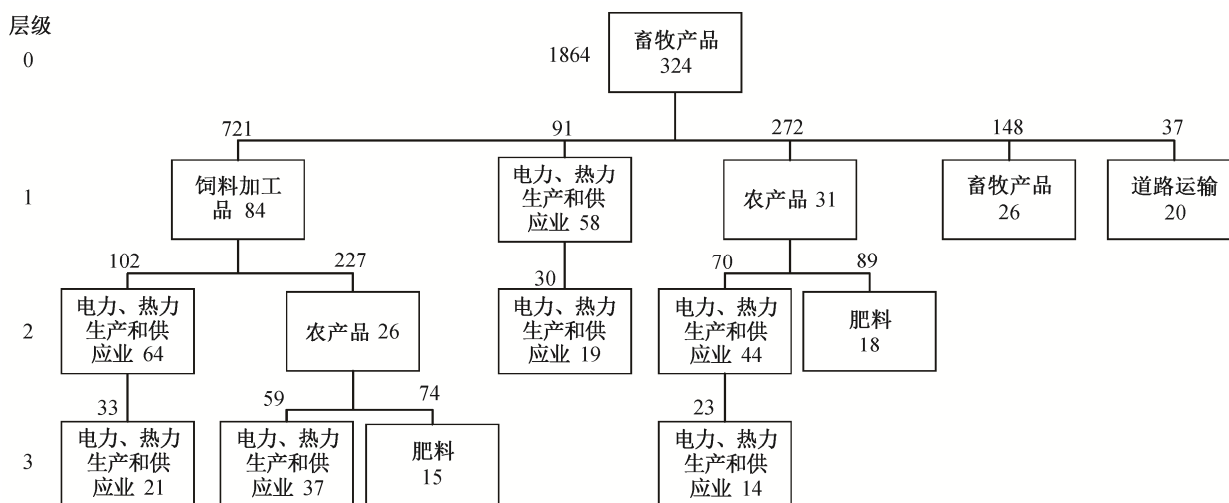 层级
0
1864
畜牧产品
324
721
91
272
148
37
1
饲料加工
品 84
电力、热力
生产和供
应业 58
农产品 31
畜牧产品
26
道路运输
20
102
227
30
70
89
2
电力、热力
生产和供
应业 64
农产品 26
电力、热力
生产和供
应业 19
电力、热力
生产和供
应业 44
肥料
18
33
59
74
23
3
电力、热力
生产和供
应业 21
电力、热力
生产和供
应业 37
肥料
15
电力、热力
生产和供
应业 14